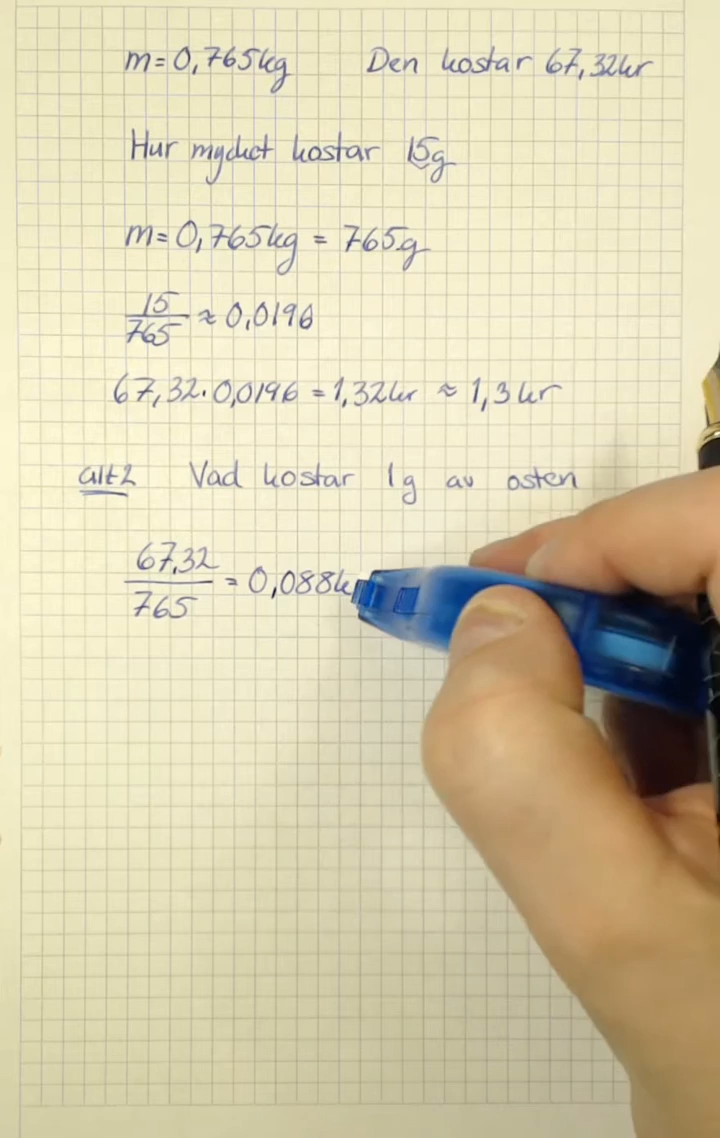 m=0,765kg Den kostar 67,32kr
Hur mycket kostar 15g
m=0,765kg = 765g
15/765 ≈ 0,0196
67,32·0,0196 = 1,32kr ≈ 1,3kr
alt2 Vad kostar 1g av osten
67,32/765 = 0,088k